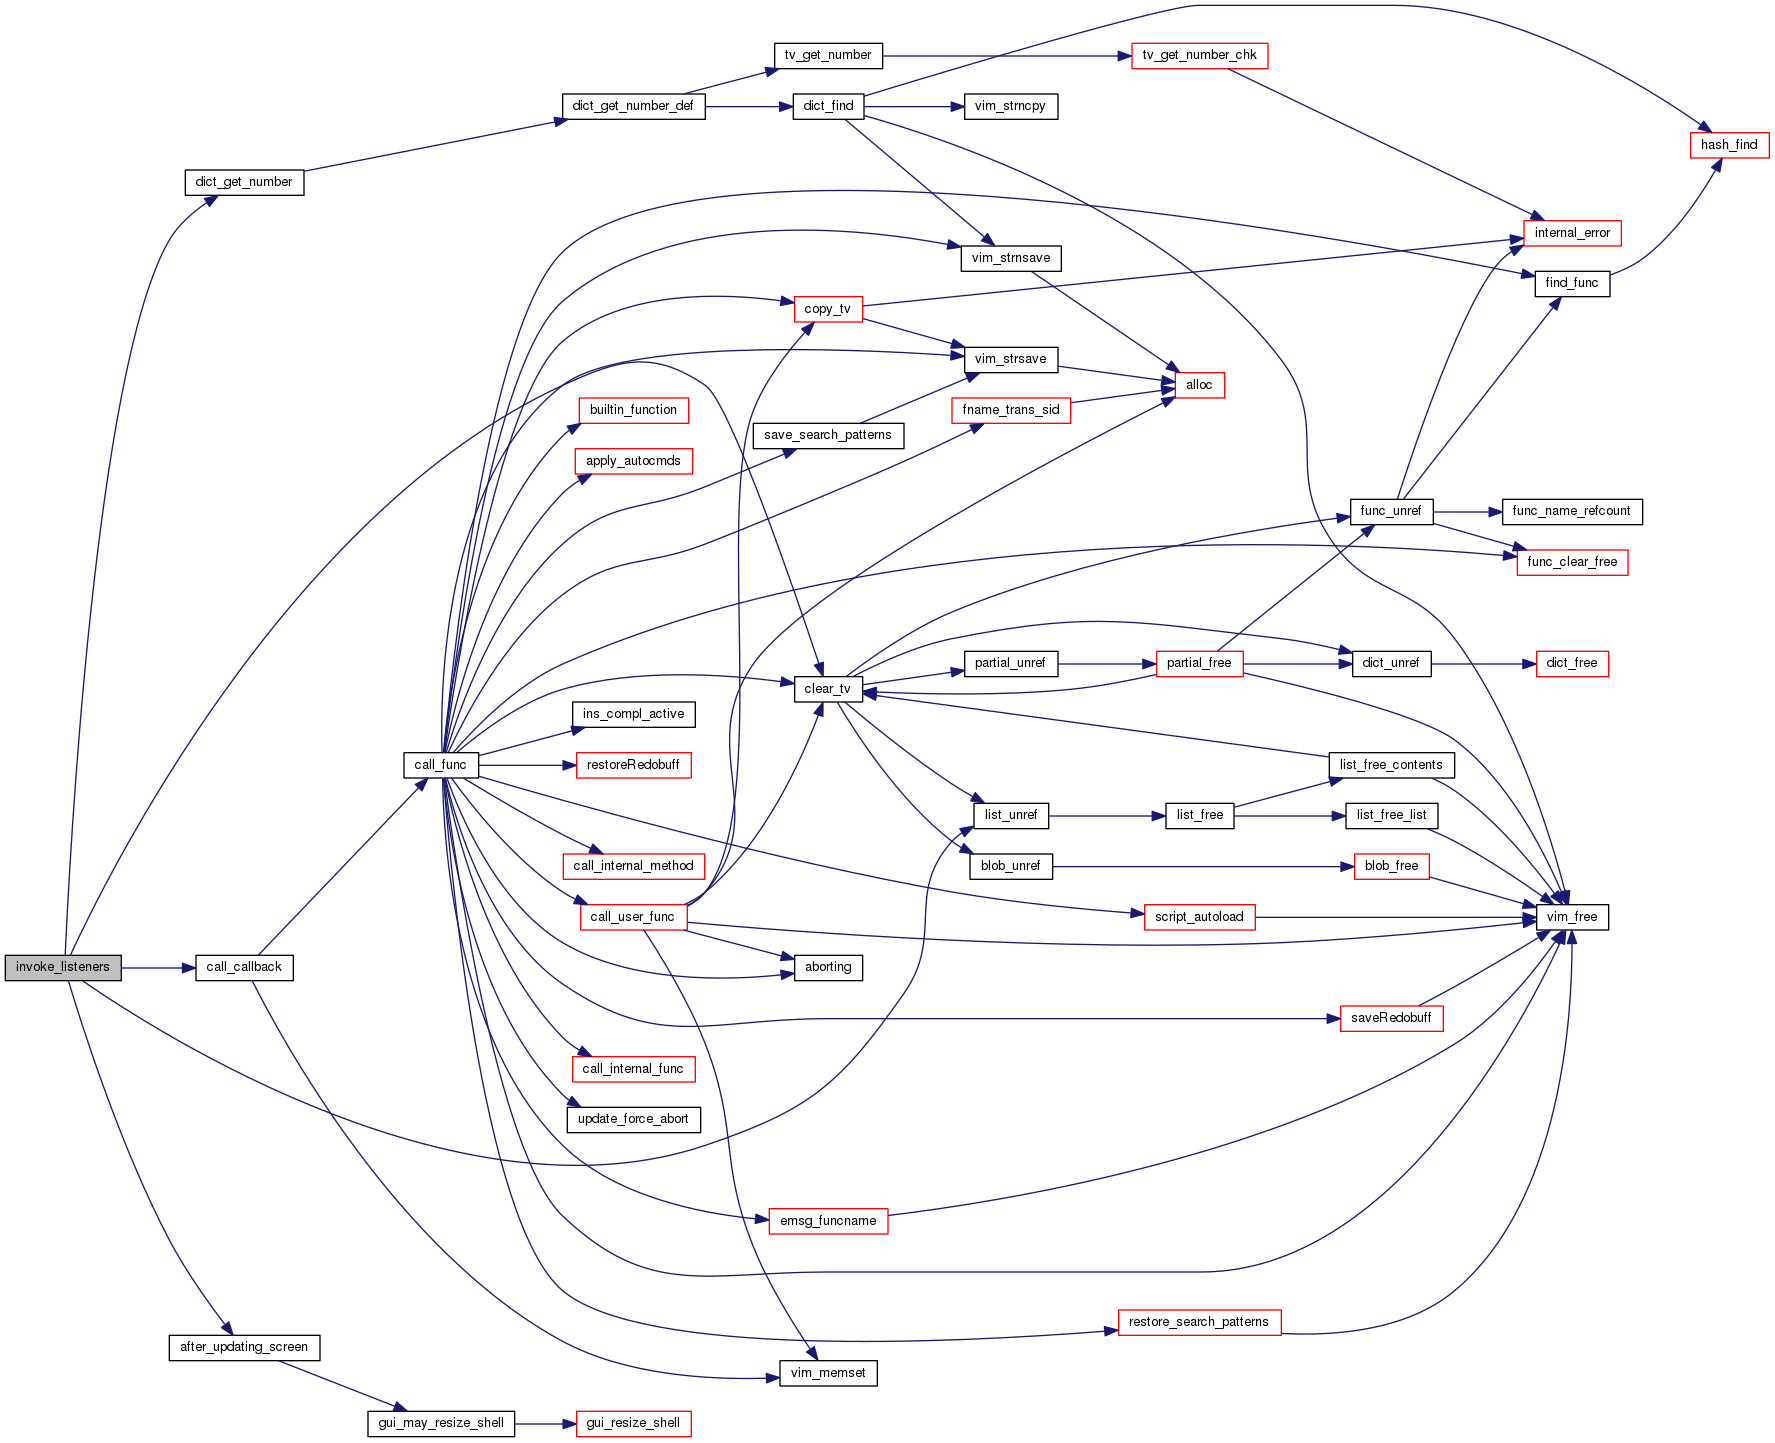 tv_get_number
tv_get_number_chk
dict_get_number_def
dict_find
vim_strncpy
hash_find
dict_get_number
internal_error
vim_strnsave
find_func
copy_tv
vim_strsave
alloc
builtin_function
fname_trans_sid
save_search_patterns
apply_autocmds
func_unref
func_name_refcount
func_clear_free
partial_unref
partial_free
dict_unref
dict_free
clear_tv
ins_compl_active
call_func
restoreRedobuff
list_free_contents
list_unref
list_free
list_free_list
call_internal_method
blob_unref
blob_free
call_user_func
script_autoload
vim_free
invoke_listeners
call_callback
aborting
saveRedobuff
call_internal_func
update_force_abort
emsg_funcname
restore_search_patterns
after_updating_screen
vim_memset
gui_may_resize_shell
gui_resize_shell